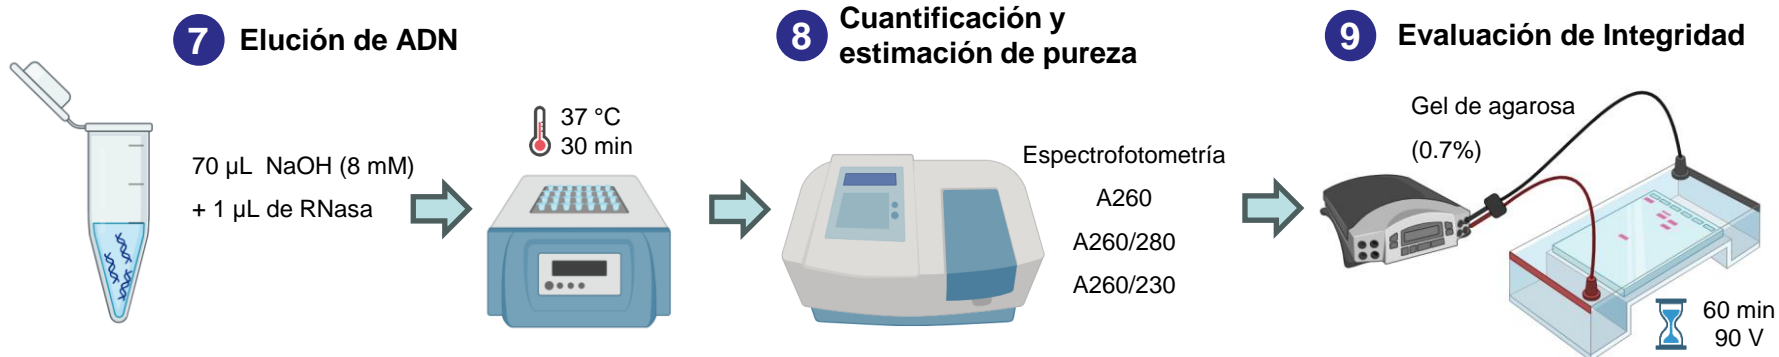 7 Elución de ADN
70 µL NaOH (8 mM)
+ 1 µL de RNasa
37 °C
30 min
8 Cuantificación y
estimación de pureza
Espectrofotometría
A260
A260/280
A260/230
9 Evaluación de Integridad
Gel de agarosa
(0.7%)
60 min
90 V